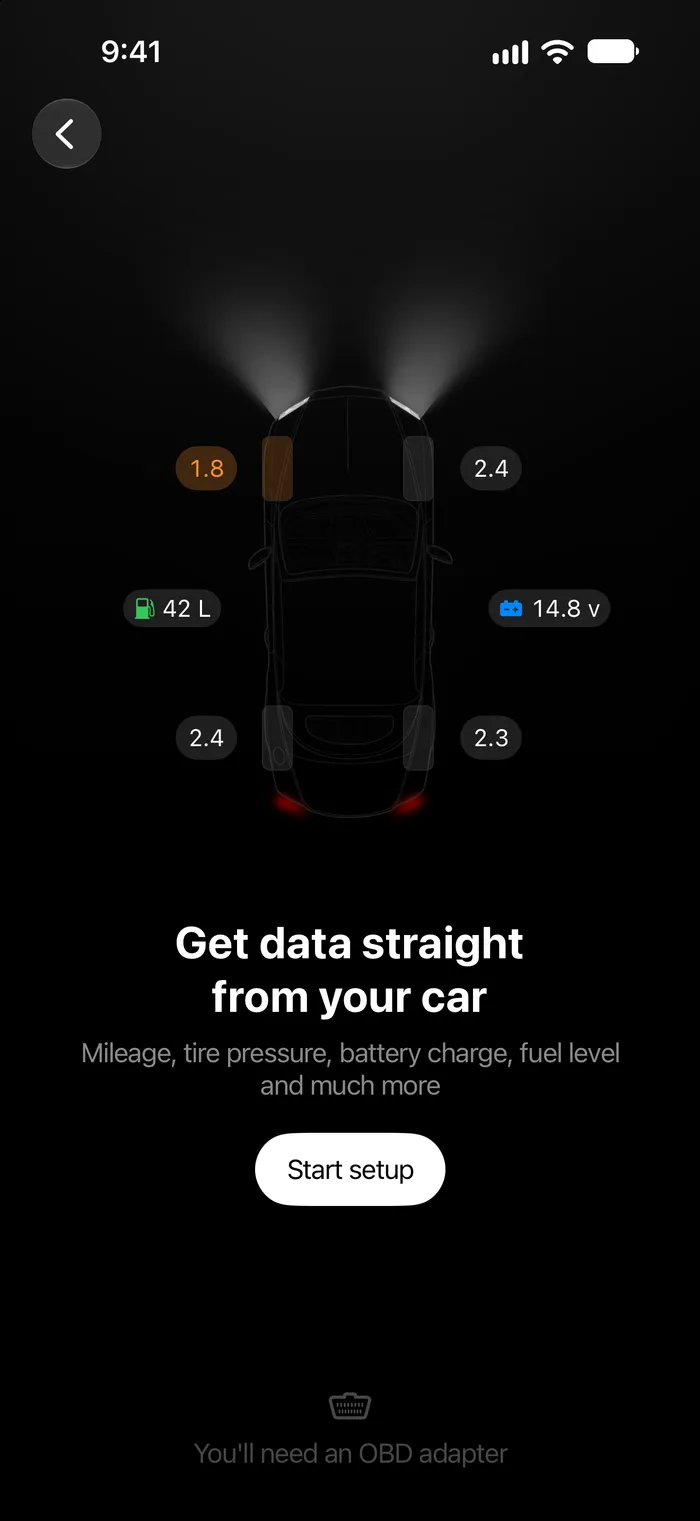 9:41
1.8
2.4
42 L
14.8 v
2.4
2.3
Get data straight
from your car
Mileage, tire pressure, battery charge, fuel level
and much more
Start setup
You'll need an OBD adapter